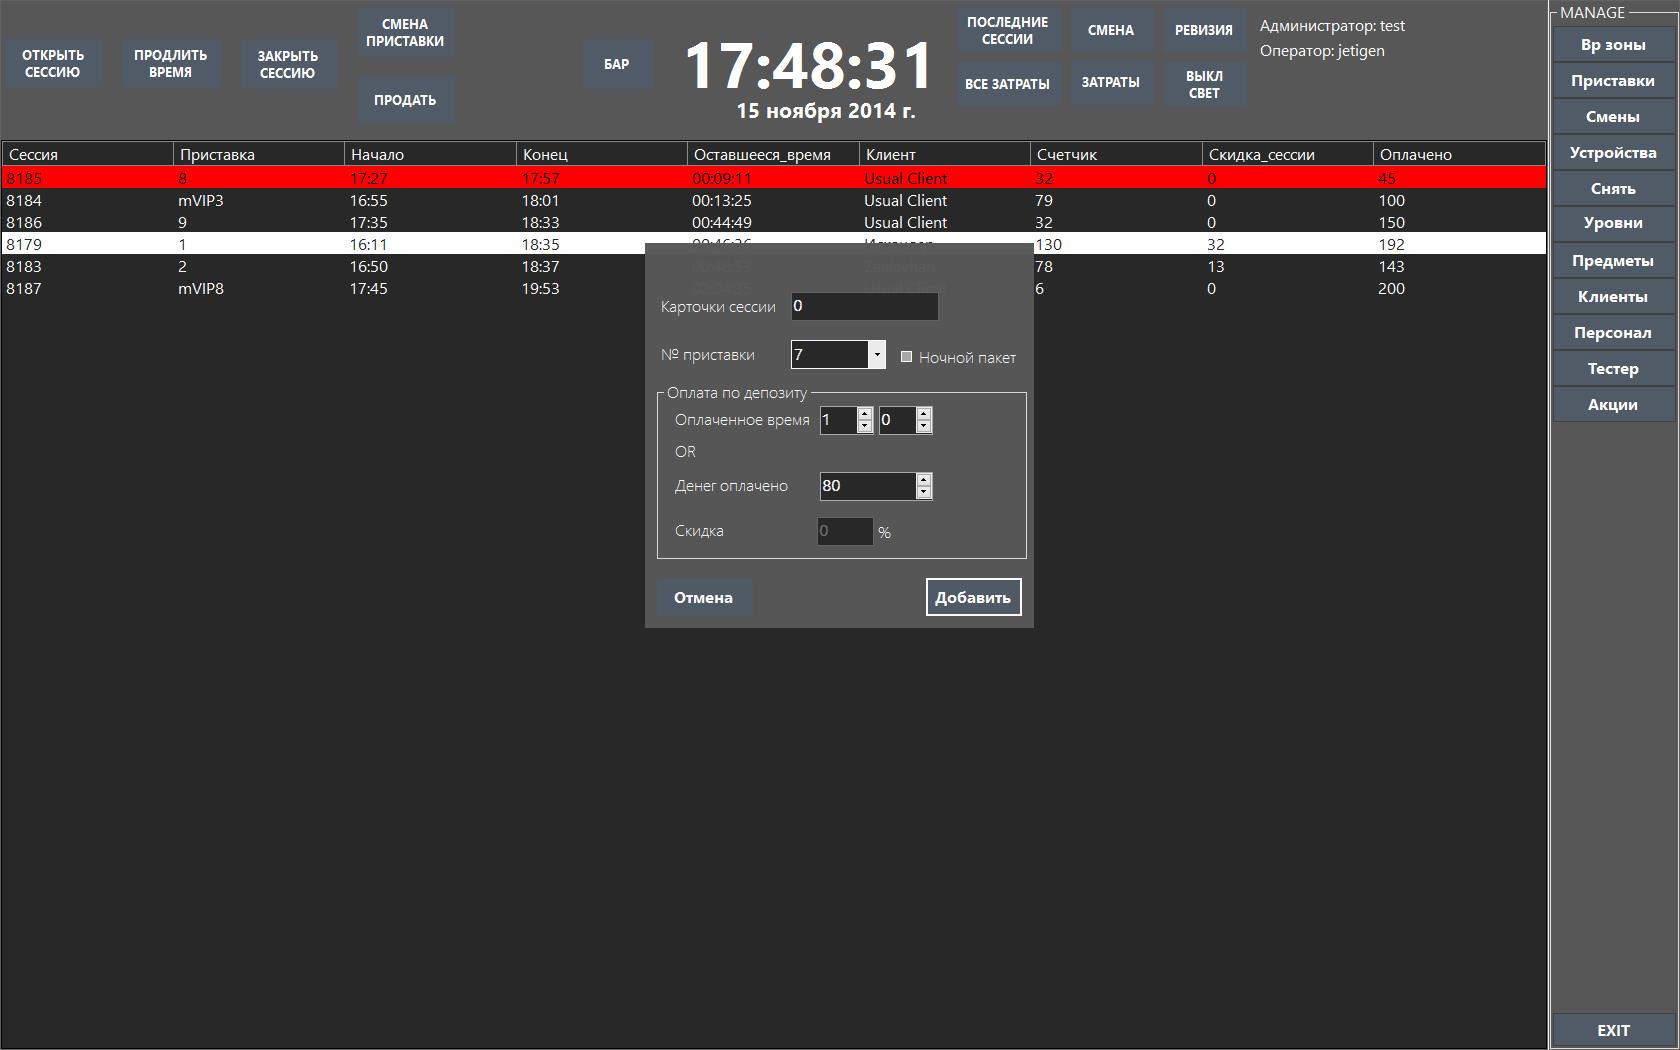 ОТКРЫТЬ
СЕССИЮ
ПРОДЛИТЬ
ВРЕМЯ
ЗАКРЫТЬ
СЕССИЮ
СМЕНА
ПРИСТАВКИ
ПРОДАТЬ
БАР
17:48:31
15 ноября 2014 г.
ПОСЛЕДНИЕ
СЕССИИ
СМЕНА
РЕВИЗИЯ
ВСЕ ЗАТРАТЫ
ЗАТРАТЫ
ВЫКЛ
СВЕТ
Администратор: test
Оператор: jetigen
Сессия Приставка Начало Конец Оставшееся_время Клиент Счетчик Скидка_сессии Оплачено
8185 8 17:27 17:57 00:09:11 Usual Client 32 0 45
8184 mVIP3 16:55 18:01 00:13:25 Usual Client 79 0 100
8186 9 17:35 18:33 00:44:49 Usual Client 32 0 150
8179 1 16:11 18:35 130 32 192
8183 2 16:50 18:37 78 13 143
8187 mVIP8 17:45 19:53 6 0 200
Карточки сессии 0
№ приставки 7 Ночной пакет
Оплата по депозиту
Оплаченное время 1 0
OR
Денег оплачено 80
Скидка 0 %
Отмена Добавить
MANAGE
Вр зоны
Приставки
Смены
Устройства
Снять
Уровни
Предметы
Клиенты
Персонал
Тестер
Акции
EXIT